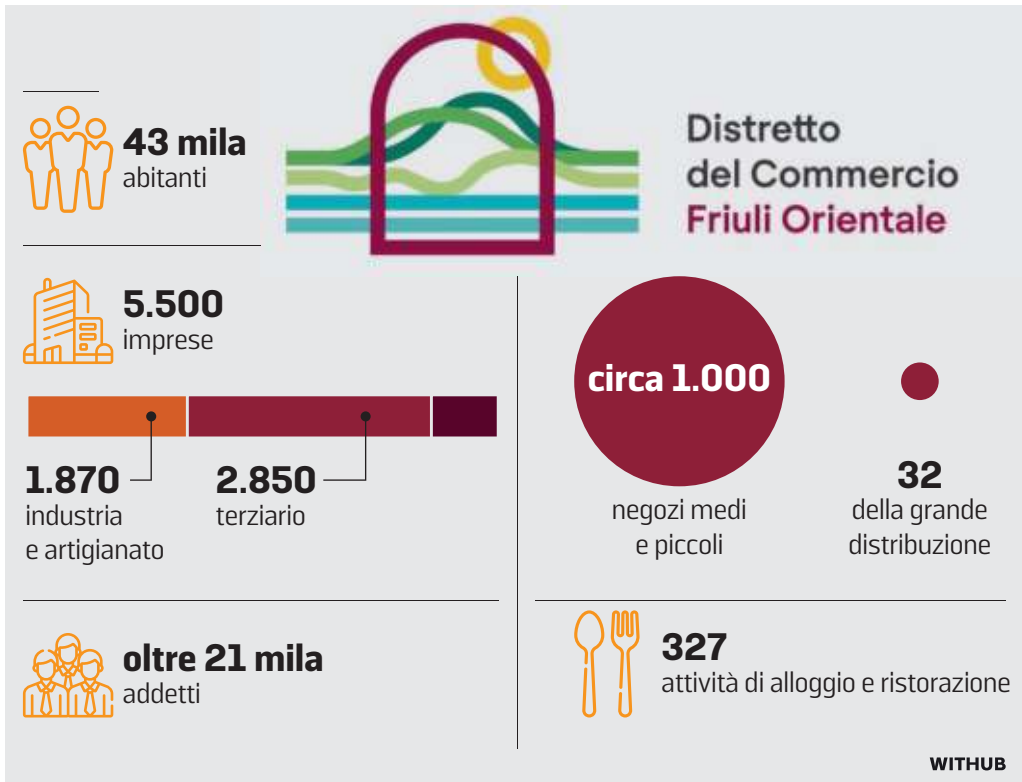 Distretto
del Commercio
Friuli Orientale
43 mila
abitanti
5.500
imprese
1.870
industria
e artigianato
2.850
terziario
oltre 21 mila
addetti
circa 1.000
negozi medi
e piccoli
32
della grande
distribuzione
327
attività di alloggio e ristorazione
WITHUB